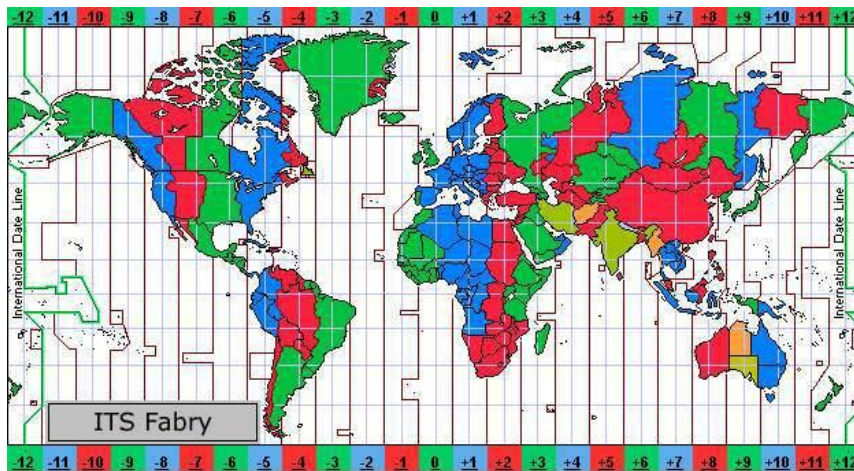 -12 -11 -10 -9 -8 -7 -6 -5 -4 -3 -2 -1 0 +1 +2 +3 +4 +5 +6 +7 +8 +9 +10 +11 +12
International Date Line
International Date Line
ITS Fabry
-12 -11 -10 -9 -8 -7 -6 -5 -4 -3 -2 -1 0 +1 +2 +3 +4 +5 +6 +7 +8 +9 +10 +11 +12